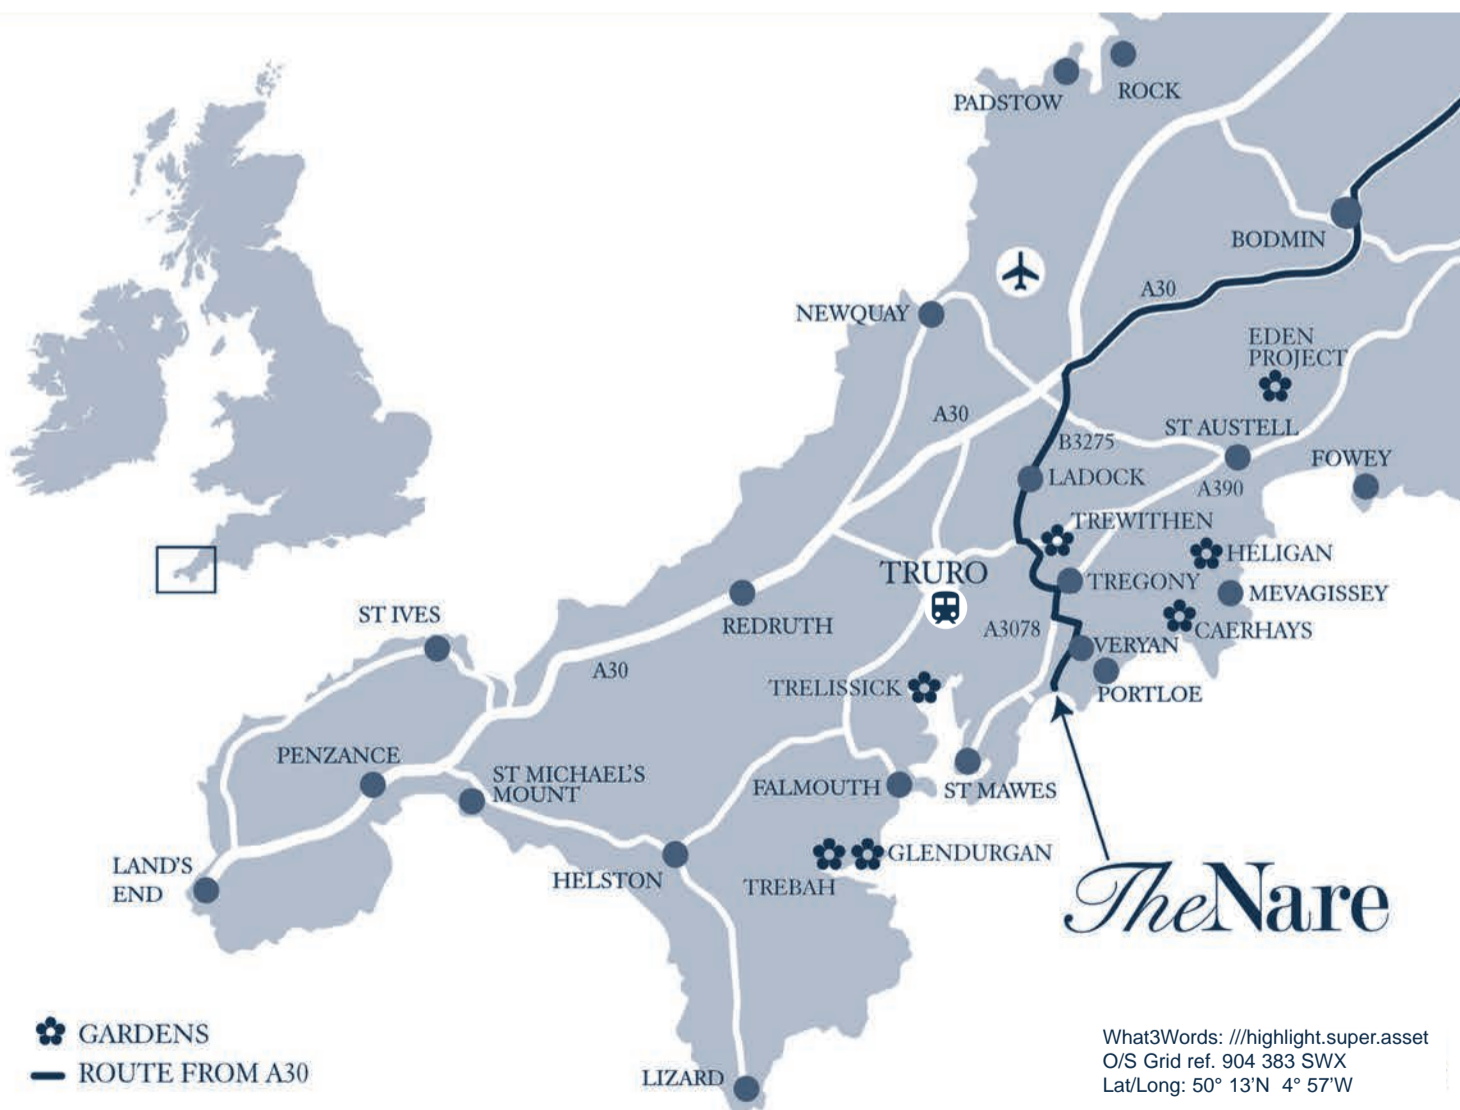 PADSTOW
ROCK
BODMIN
A30
NEWQUAY
EDEN
PROJECT
A30
ST AUSTELL
B3275
FOWEY
LADOCK
A390
TREWITHEN
HELIGAN
TRURO
TREGONY
MEVAGISSEY
ST IVES
REDRUTH
A3078
CAERHAYS
VERYAN
A30
TRELISSICK
PORTLOE
PENZANCE
ST MICHAEL'S
MOUNT
FALMOUTH
ST MAWES
LAND'S
END
HELSTON
GLENDURGAN
TREBAH
TheNare
GARDENS
ROUTE FROM A30
LIZARD
What3Words: ///highlight.super.asset
O/S Grid ref. 904 383 SWX
Lat/Long: 50° 13'N 4° 57'W